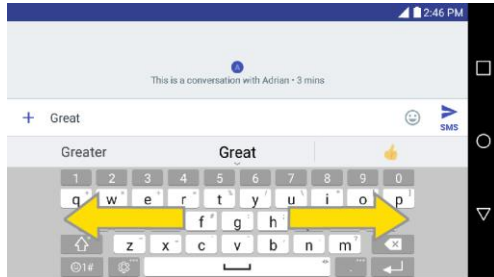 2:46 PM
A
This is a conversation with Adrian • 3 mins
Great
SMS
Greater Great
1 2 3 4 5 6 7 8 9 0
q w e r t y u i o p
f g h
z x c v b n m
1#